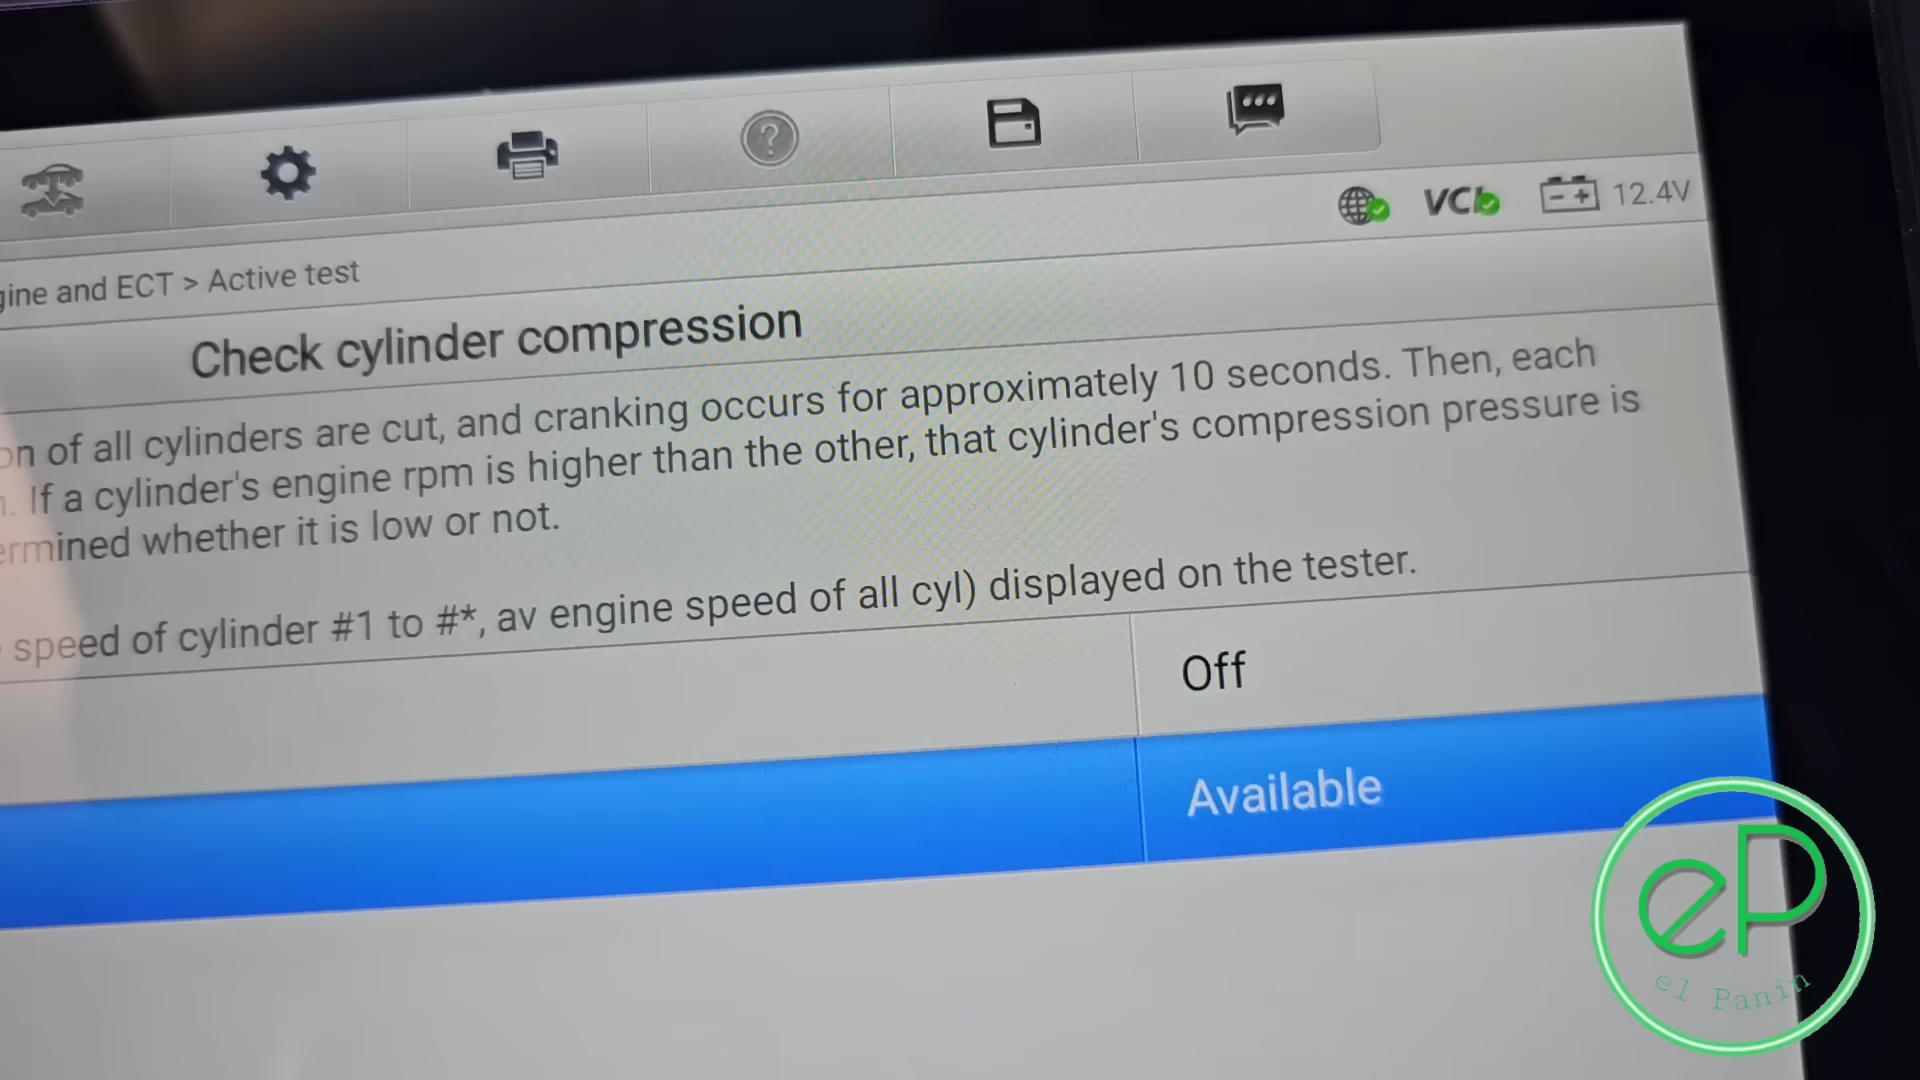 VCI 12.4V
and ECT > Active test
Check cylinder compression
of all cylinders are cut, and cranking occurs for approximately 10 seconds. Then, each
If a cylinder's engine rpm is higher than the other, that cylinder's compression pressure is
whether it is low or not.
speed of cylinder #1 to #*, av engine speed of all cyl) displayed on the tester.
Off
Available
eP
el Panin